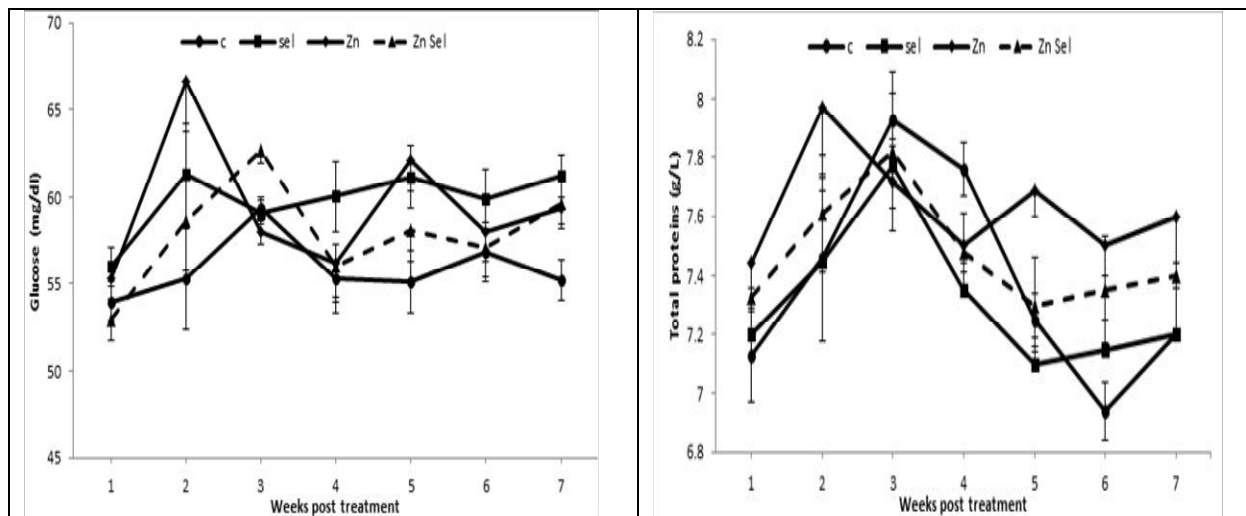 70
65
60
55
50
45
Glucose (mg/dl)
c sel Zn Zn Sel
1 2 3 4 5 6 7
Weeks post treatment
8.2
8
7.8
7.6
7.4
7.2
7
6.8
Total proteins (g/L)
c sel Zn Zn Sel
1 2 3 4 5 6 7
Weeks post treatment